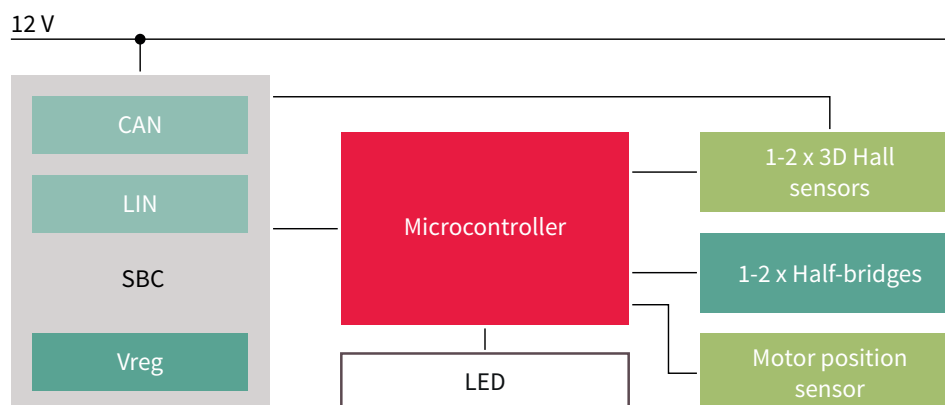 12 V
CAN
LIN
SBC
Vreg
Microcontroller
LED
1-2 x 3D Hall
sensors
1-2 x Half-bridges
Motor position
sensor